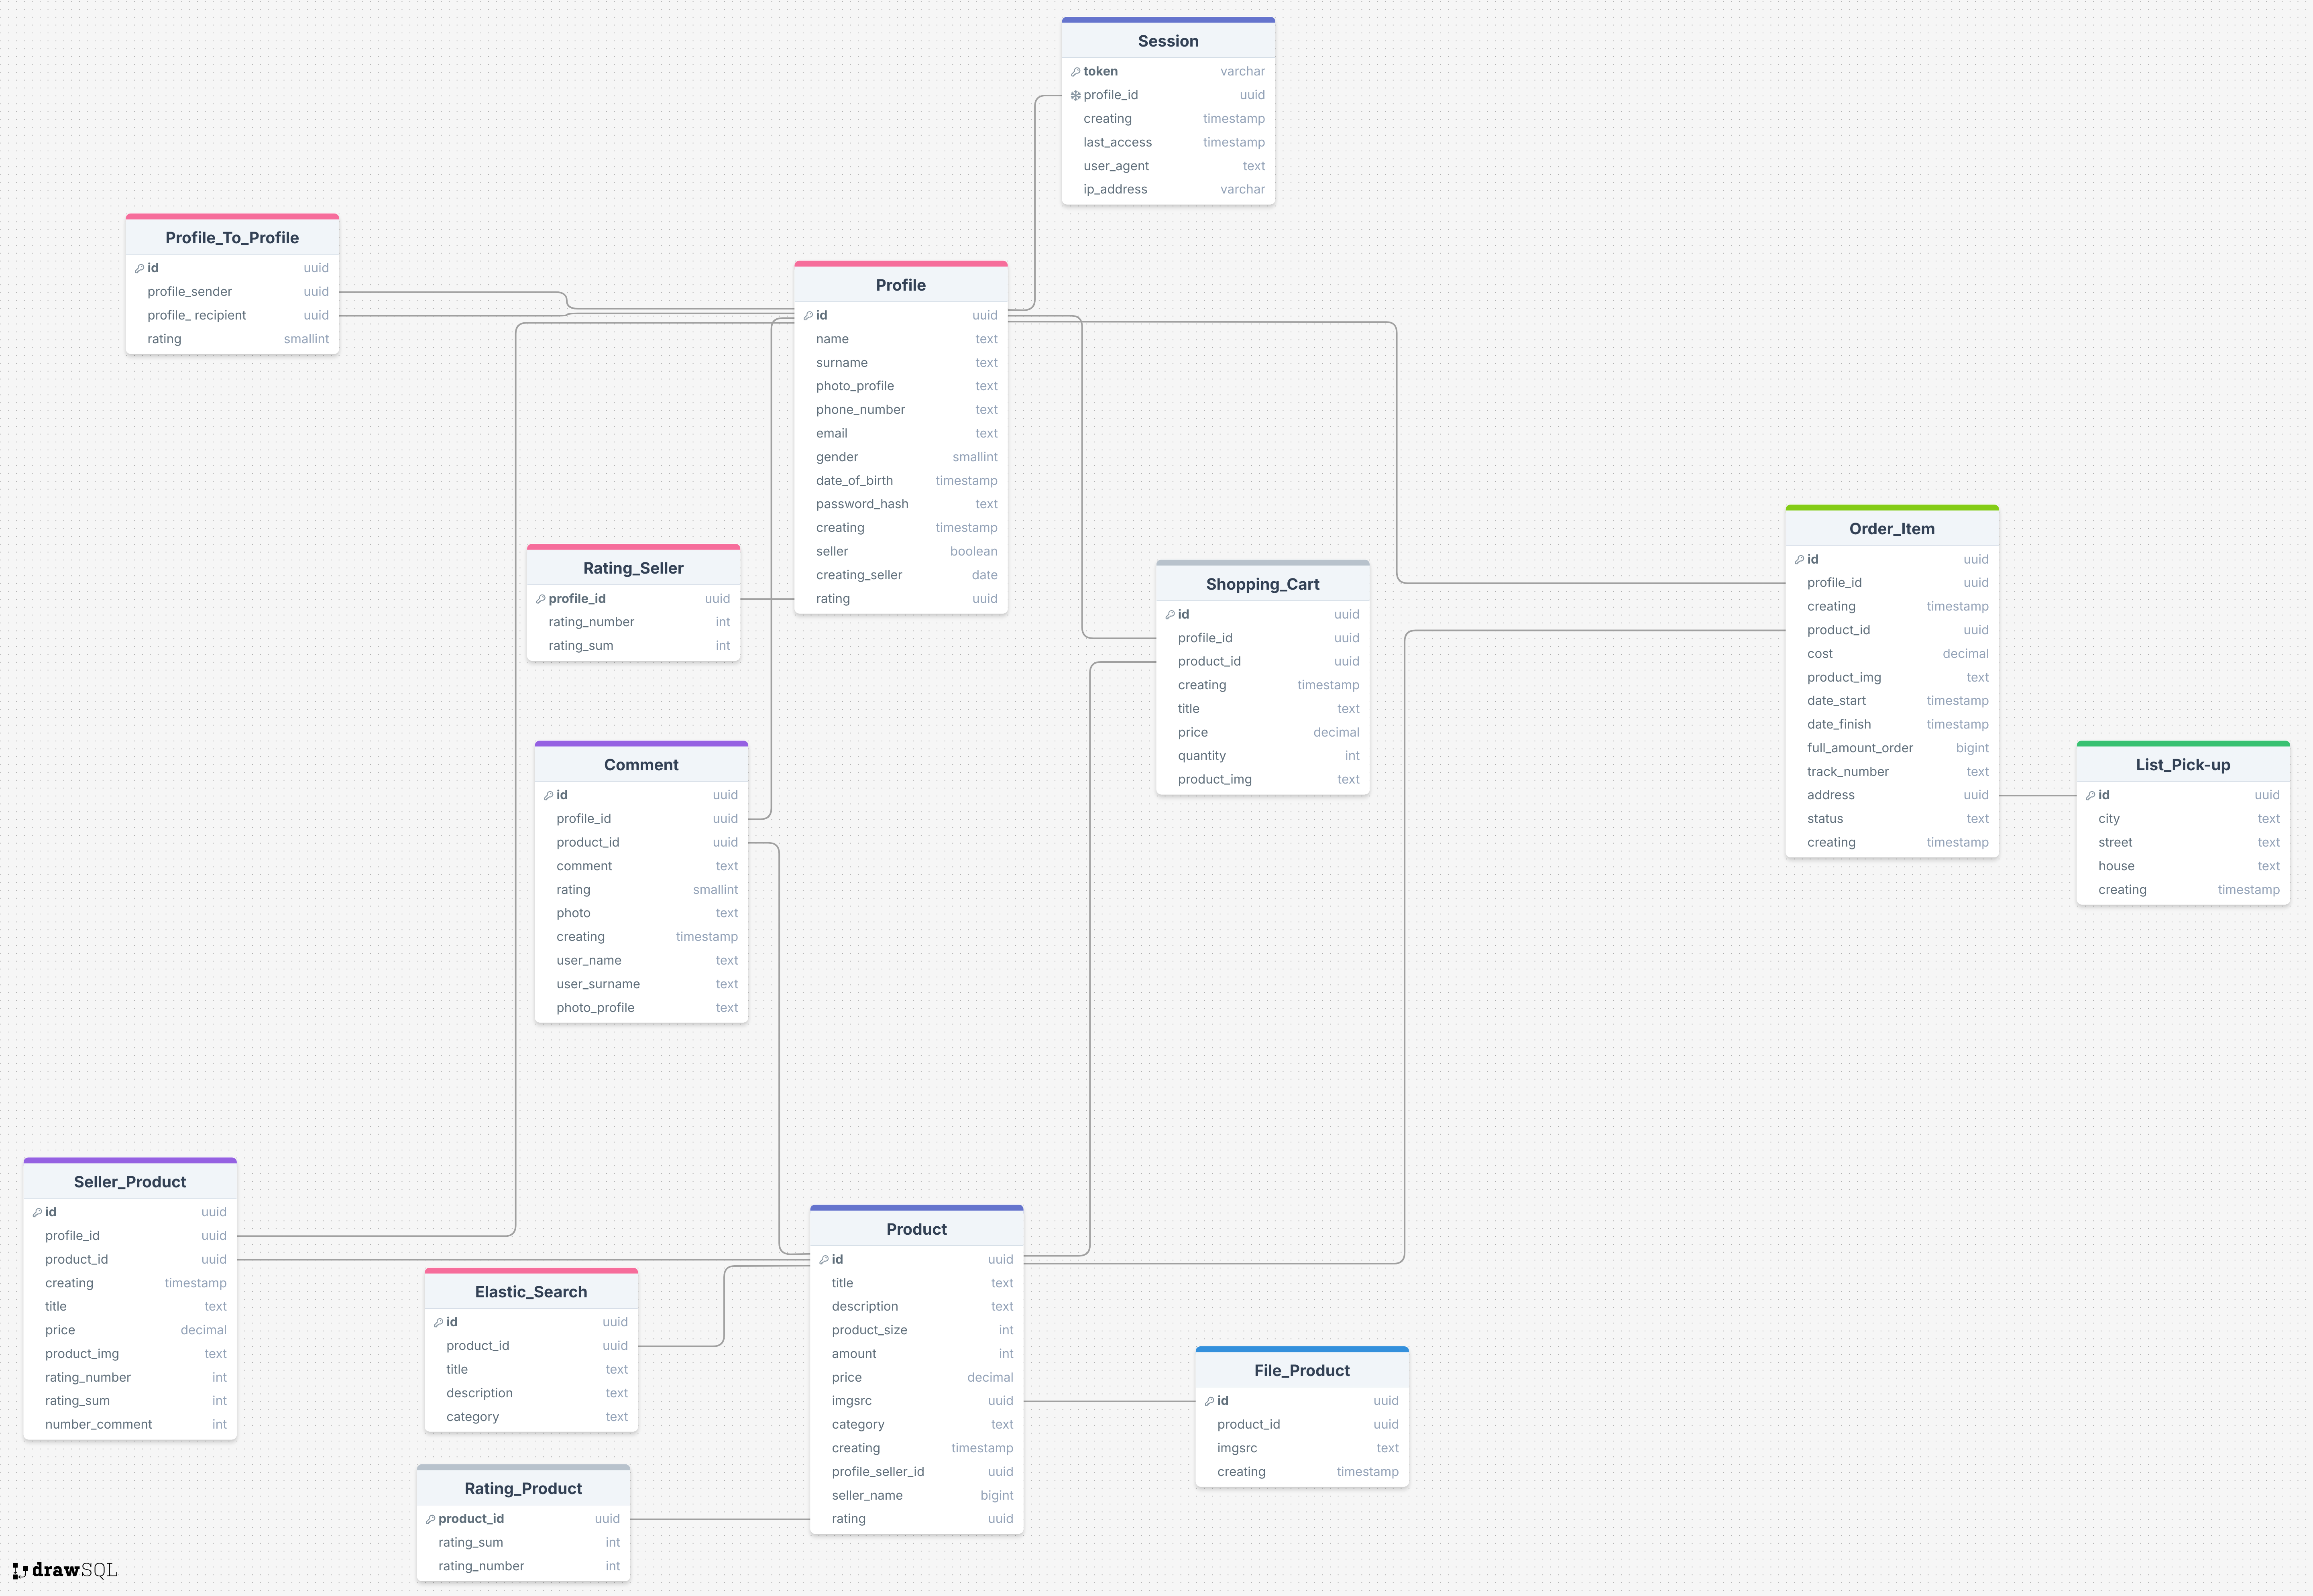 Session
token varchar
profile_id uuid
creating timestamp
last_access timestamp
user_agent text
ip_address varchar
Profile_To_Profile
id uuid
profile_sender uuid
profile_ recipient uuid
rating smallint
Profile
id uuid
name text
surname text
photo_profile text
phone_number text
email text
gender smallint
date_of_birth timestamp
password_hash text
creating timestamp
seller boolean
creating_seller date
rating uuid
Rating_Seller
profile_id uuid
rating_number int
rating_sum int
Shopping_Cart
id uuid
profile_id uuid
product_id uuid
creating timestamp
title text
price decimal
quantity int
product_img text
Order_Item
id uuid
profile_id uuid
creating timestamp
product_id uuid
cost decimal
product_img text
date_start timestamp
date_finish timestamp
full_amount_order bigint
track_number text
address uuid
status text
creating timestamp
List_Pick-up
id uuid
city text
street text
house text
creating timestamp
Comment
id uuid
profile_id uuid
product_id uuid
comment text
rating smallint
photo text
creating timestamp
user_name text
user_surname text
photo_profile text
Seller_Product
id uuid
profile_id uuid
product_id uuid
creating timestamp
title text
price decimal
product_img text
rating_number int
rating_sum int
number_comment int
Elastic_Search
id uuid
product_id uuid
title text
description text
category text
Product
id uuid
title text
description text
product_size int
amount int
price decimal
imgsrc uuid
category text
creating timestamp
profile_seller_id uuid
seller_name bigint
rating uuid
File_Product
id uuid
product_id uuid
imgsrc text
creating timestamp
Rating_Product
product_id uuid
rating_sum int
rating_number int
drawSQL